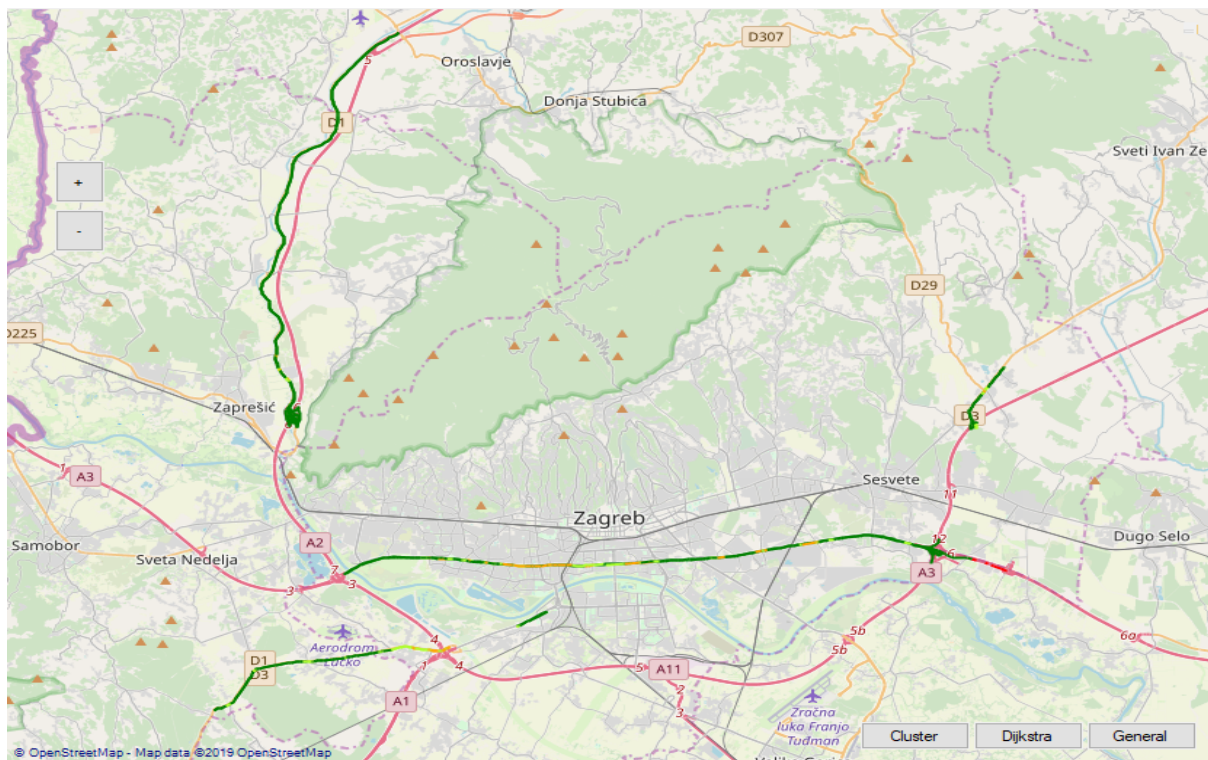 D307
5
Oroslavje
Donja Stubica
D1
Sveti Ivan Ze
+
-
D29
D225
Zaprešić
D3
1
A3
Sesvete
11
Zagreb
Samobor
A2
12
Dugo Selo
Sveta Nedelja
6
7
A3
3
3
5b
6a
4
Aerodrom
Lučko
5b
D1
D3
1
4
5
A11
2
A1
3
Zračna
luka Franjo
Tuđman
Cluster
Dijkstra
General
© OpenStreetMap - Map data ©2019 OpenStreetMap